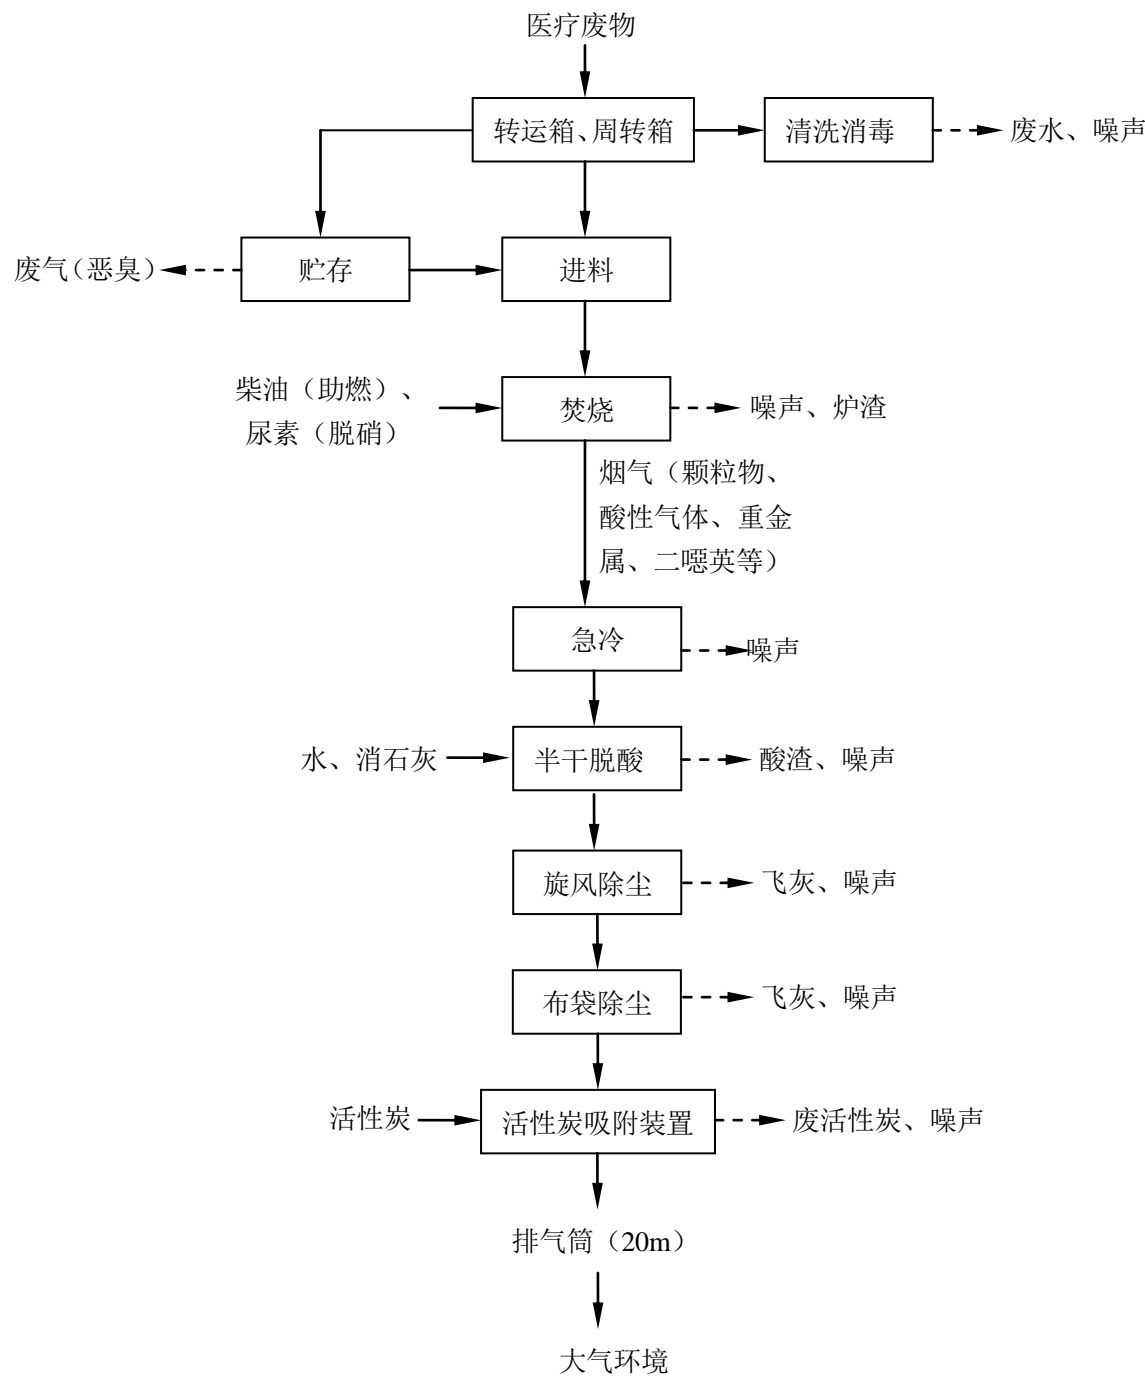 医疗废物
转运箱、周转箱
清洗消毒
废水、噪声
废气（恶臭）
贮存
进料
柴油（助燃）、
尿素（脱硝）
焚烧
噪声、炉渣
烟气（颗粒物、
酸性气体、重金
属、二噁英等）
急冷
噪声
水、消石灰
半干脱酸
酸渣、噪声
旋风除尘
飞灰、噪声
布袋除尘
飞灰、噪声
活性炭
活性炭吸附装置
废活性炭、噪声
排气筒（20m）
大气环境